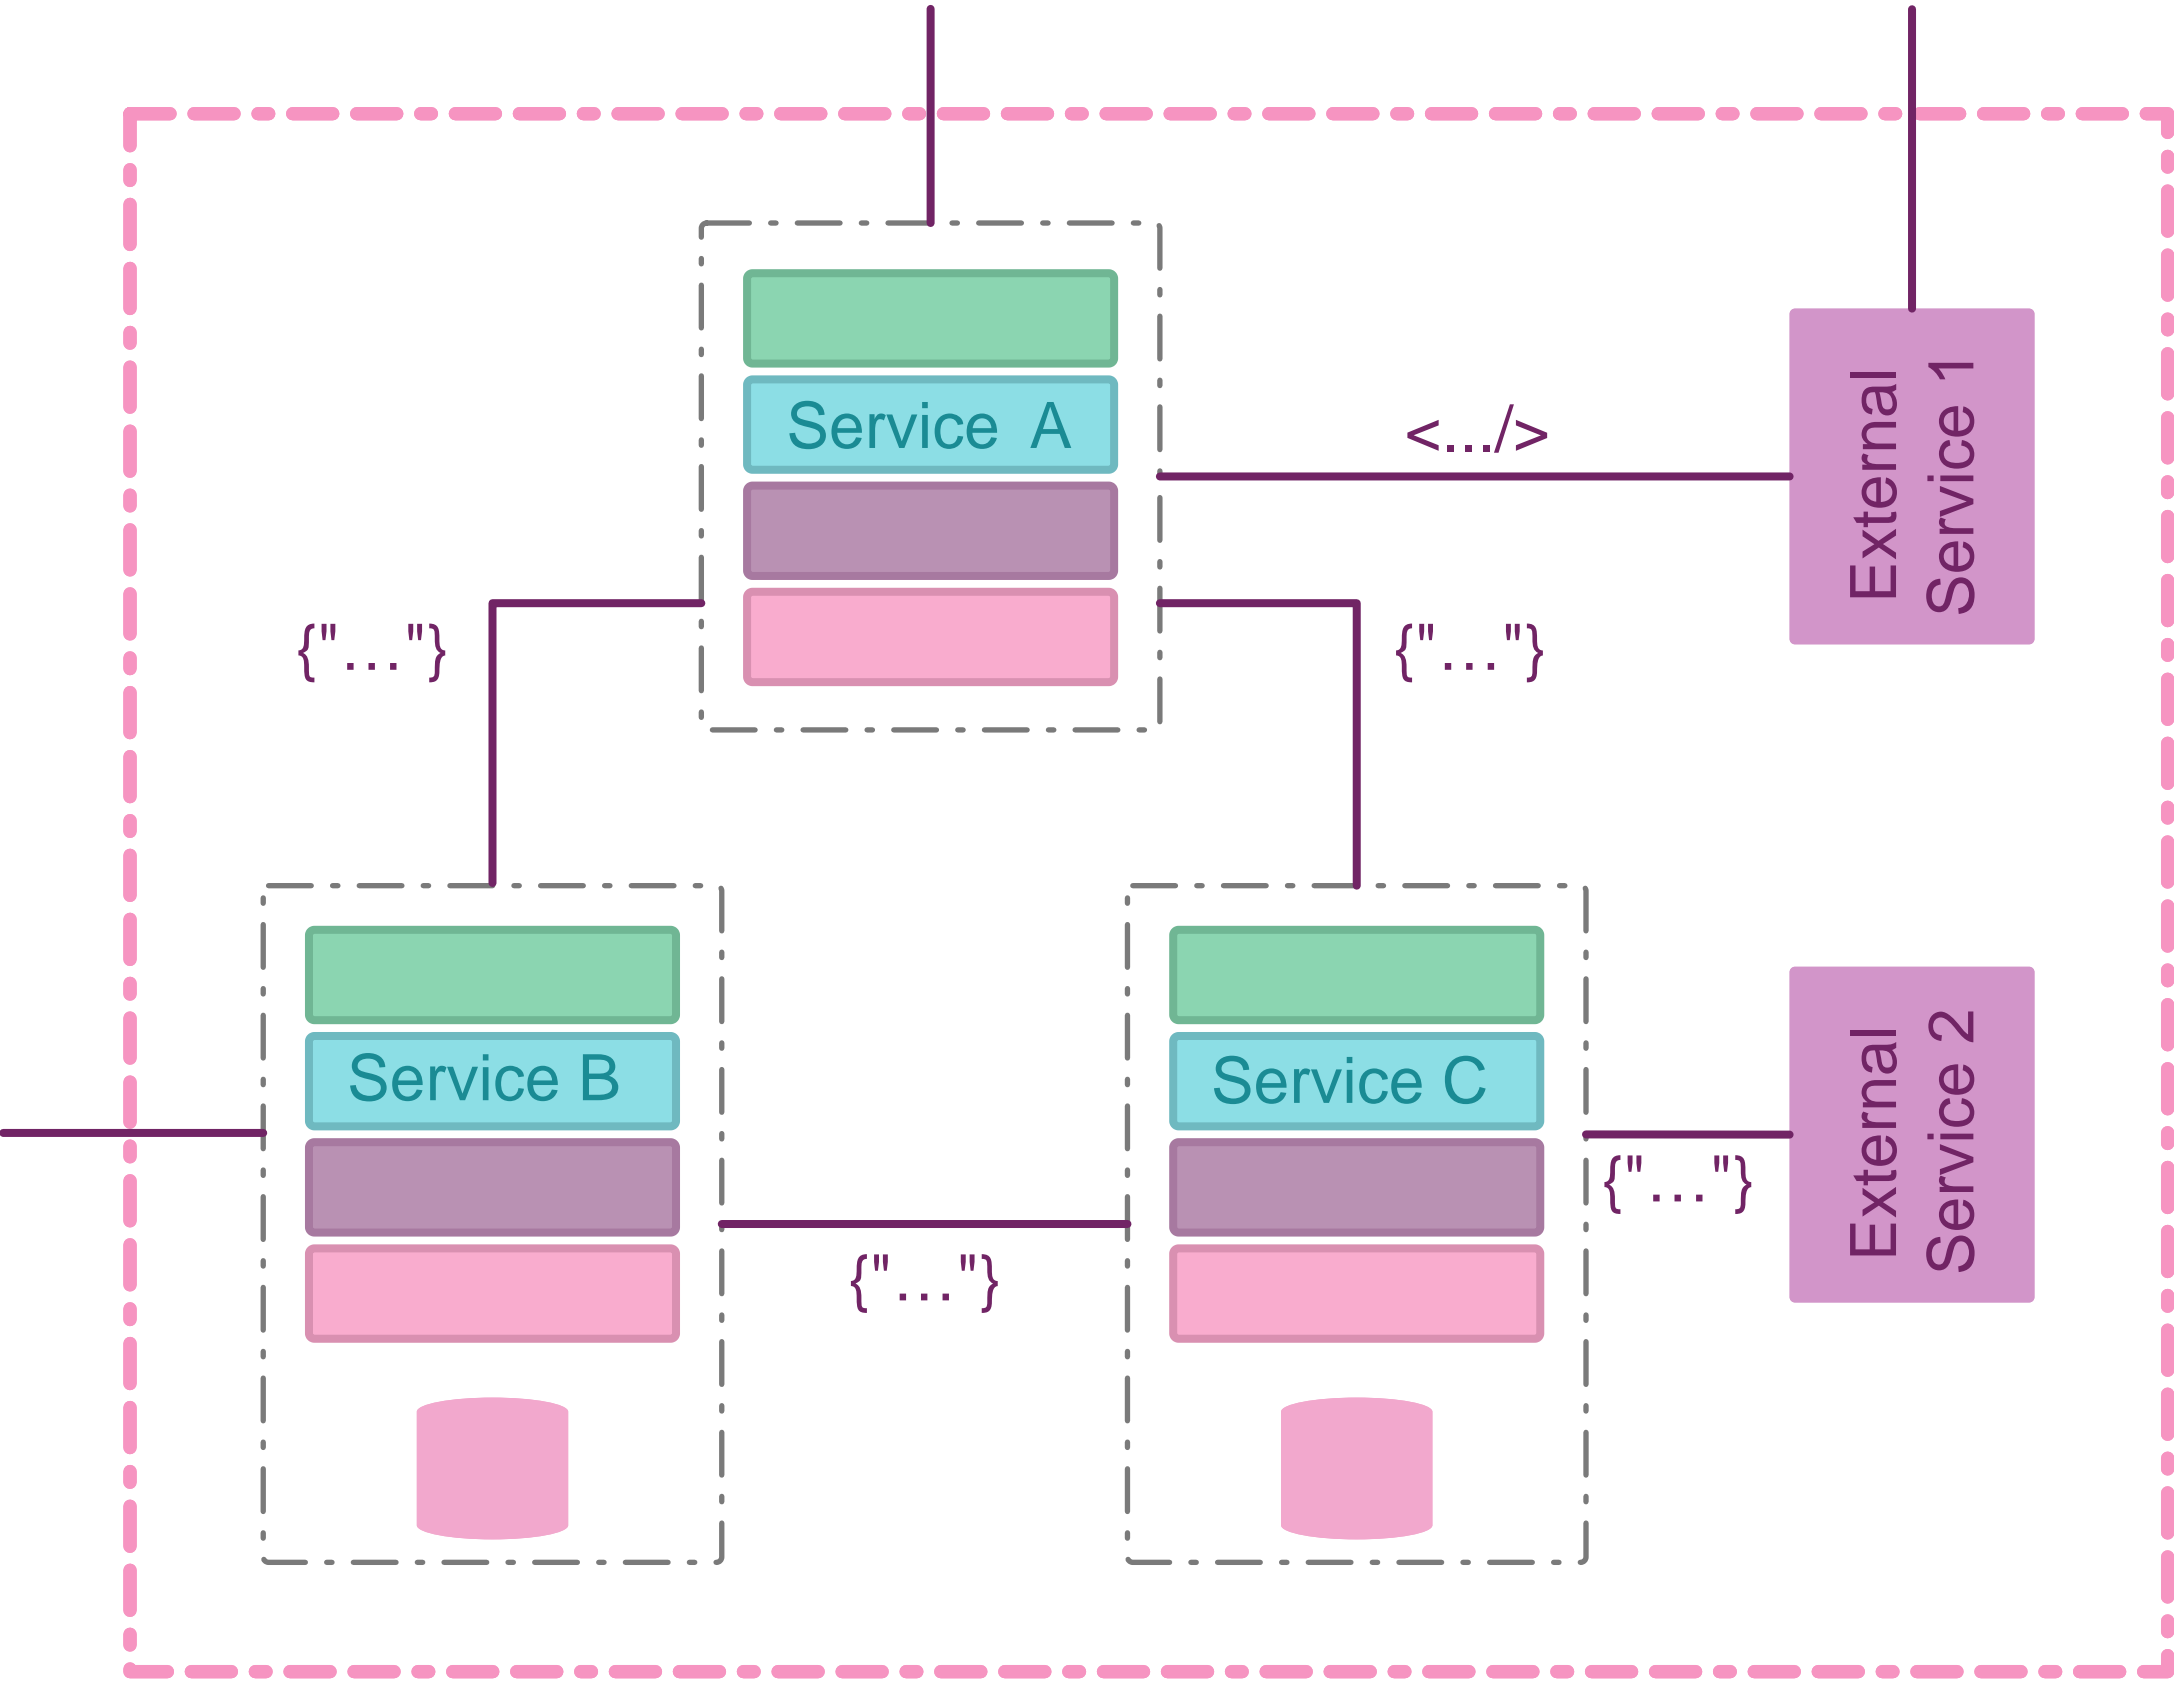 Service A
<.../>
External
Service 1
{"..."}
{"..."}
Service B
Service C
{"..."}
External
Service 2
{"..."}